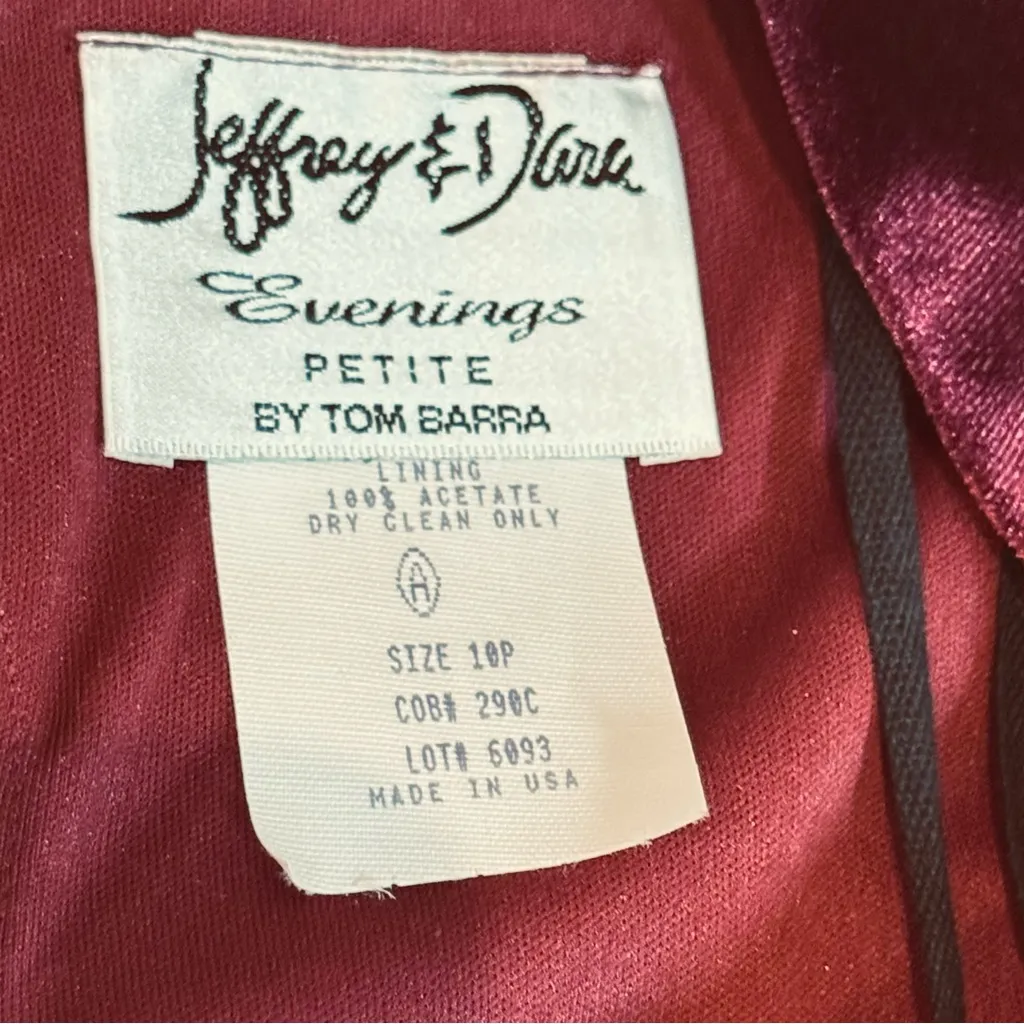 Jeffrey & Dara
Evenings
PETITE
BY TOM BARRA
LINING
100% ACETATE
DRY CLEAN ONLY
A
SIZE 10P
COB# 290C
LOT# 6093
MADE IN USA